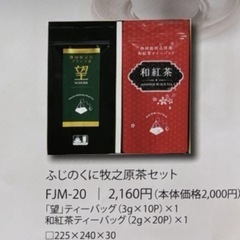 望
和紅茶
ふじのくに牧之原茶セット
FJM-20 | 2,160円(本体価格2,000円)
「望」ティーバッグ(3g×10P)×1
和紅茶ティーバッグ(2g×20P)×1
□225×240×30